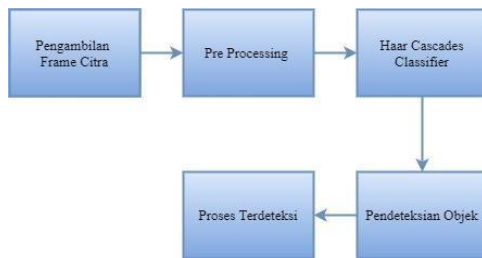 Pengambilan
Frame Citra
Pre Processing
Haar Cascades
Classifier
Pendeteksian Objek
Proses Terdeteksi